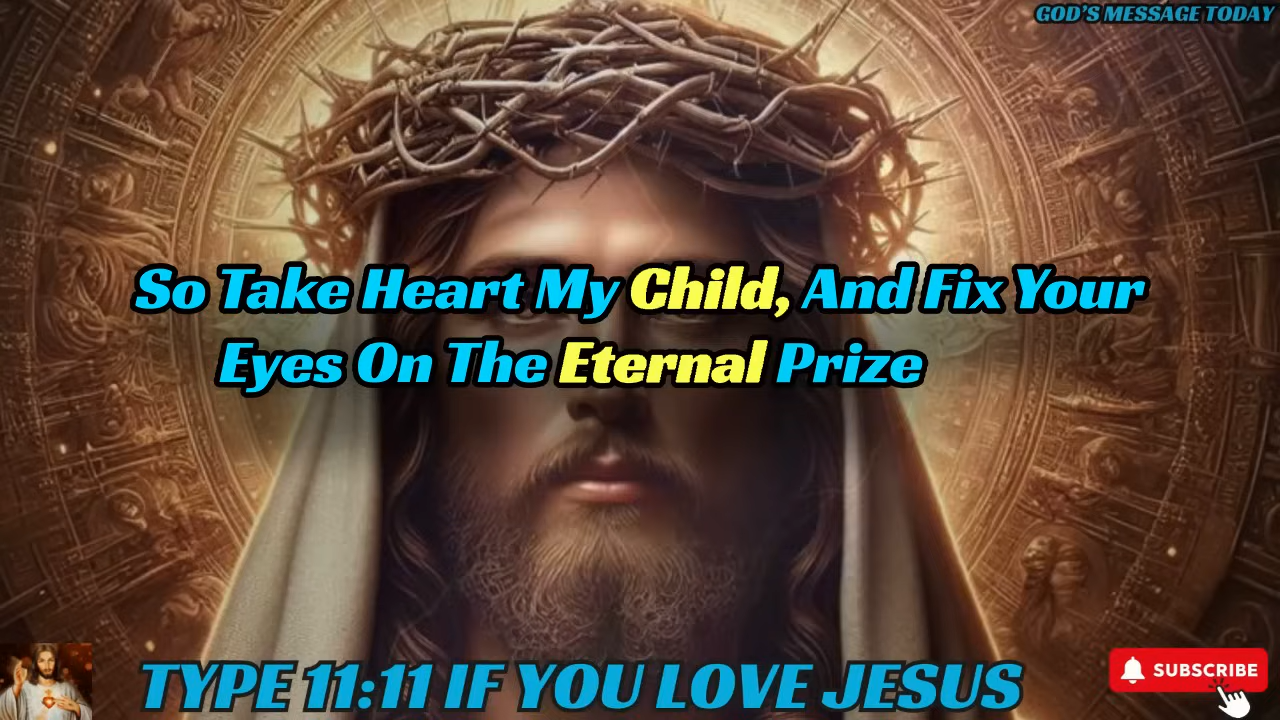 GOD'S MESSAGE TODAY
So Take Heart My Child, And Fix Your
Eyes On The Eternal Prize
TYPE 11:11 IF YOU LOVE JESUS
SUBSCRIBE